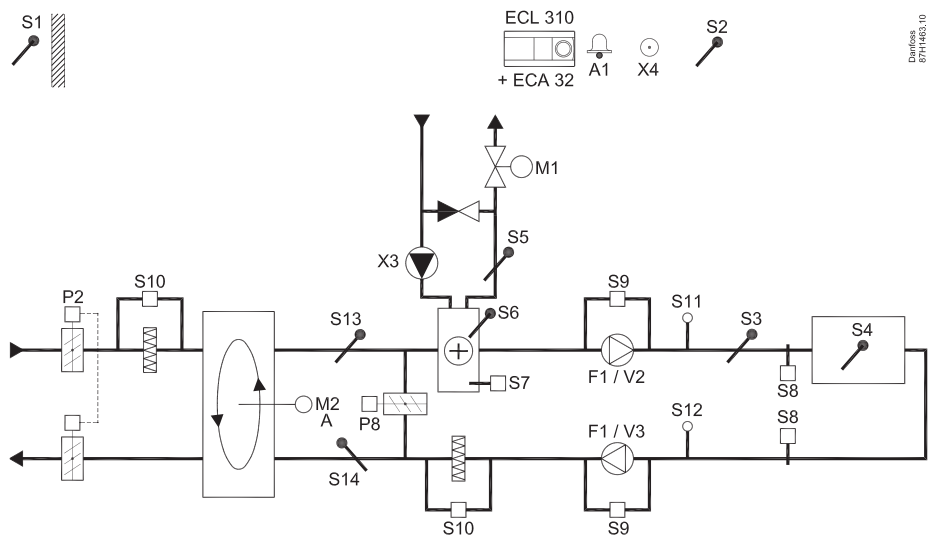 S1
ECL 310
+ ECA 32
A1
X4
S2
Danfoss
87H1463.10
M1
X3
S5
P2
S10
S13
S6
S7
S9
F1 / V2
S11
S3
S4
S8
M2
A
P8
S14
S10
F1 / V3
S9
S12
S8